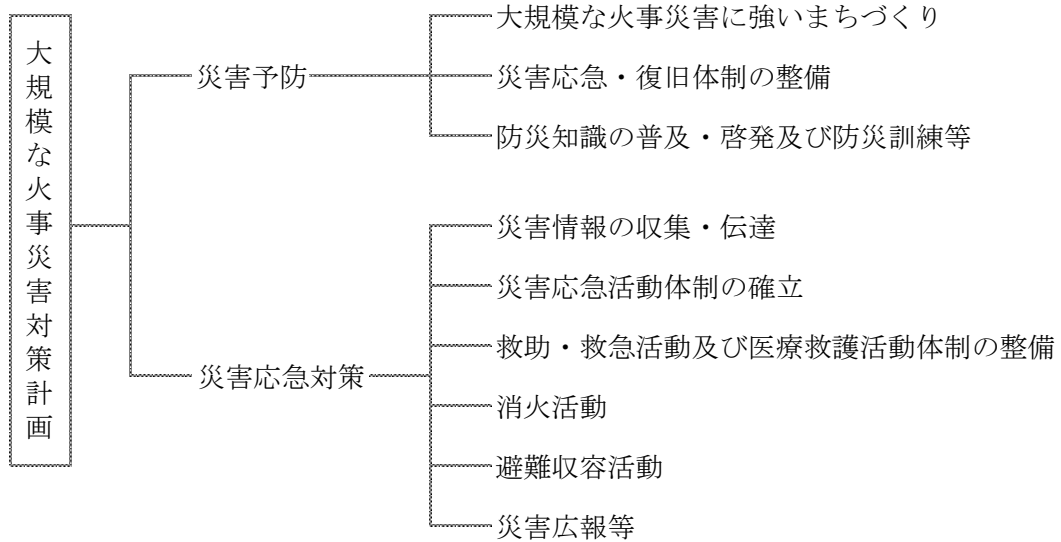 大規模な火事災害対策計画
災害予防
大規模な火事災害に強いまちづくり
災害応急・復旧体制の整備
防災知識の普及・啓発及び防災訓練等
災害応急対策
災害情報の収集・伝達
災害応急活動体制の確立
救助・救急活動及び医療救護活動体制の整備
消火活動
避難収容活動
災害広報等